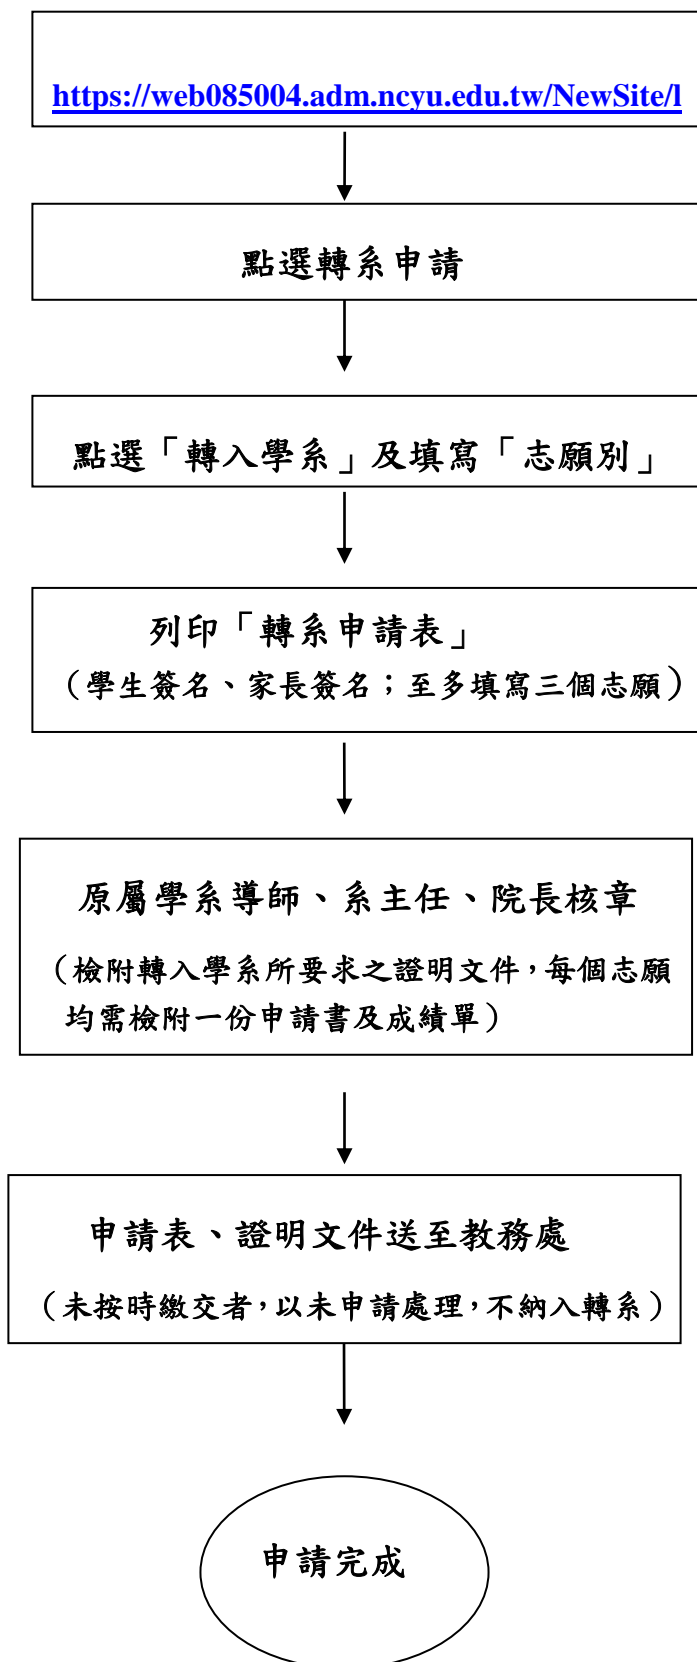 https://web085004.adm.ncyu.edu.tw/NewSite/l
點選轉系申請
點選「轉入學系」及填寫「志願別」
列印「轉系申請表」
（學生簽名、家長簽名；至多填寫三個志願）
原屬學系導師、系主任、院長核章
（檢附轉入學系所要求之證明文件，每個志願
均需檢附一份申請書及成績單）
申請表、證明文件送至教務處
（未按時繳交者，以未申請處理，不納入轉系）
申請完成